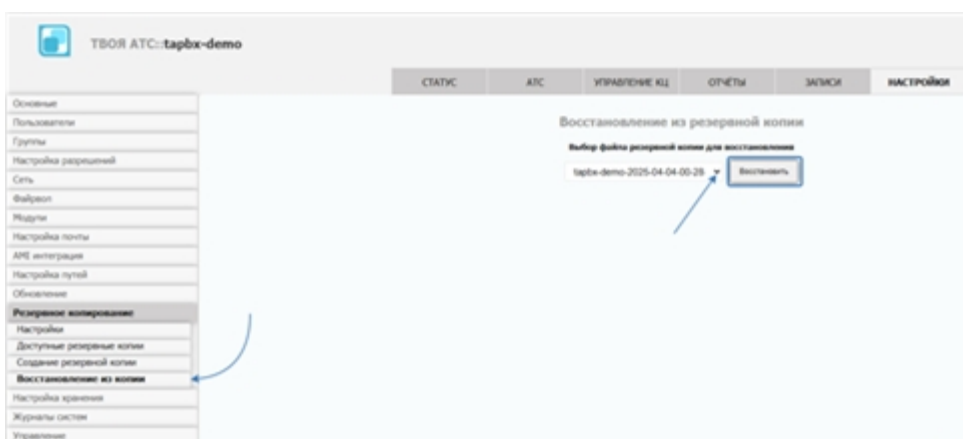 ТВОЯ АТС::tapbx-demo
СТАТУС АТС УПРАВЛЕНИЕ КЦ ОТЧЁТЫ ЗАПИСИ НАСТРОЙКИ
Основные
Пользователи
Группы
Настройка разрешений
Сеть
Файрвол
Модули
Настройка почты
AMI интеграция
Настройка путей
Обновление
Резервное копирование
Настройки
Доступные резервные копии
Создание резервной копии
Восстановление из копии
Настройка хранения
Журналы систем
Управление
Восстановление из резервной копии
Выбор файла резервной копии для восстановления
tapbx-demo-2025-04-04-00-28 Восстановить